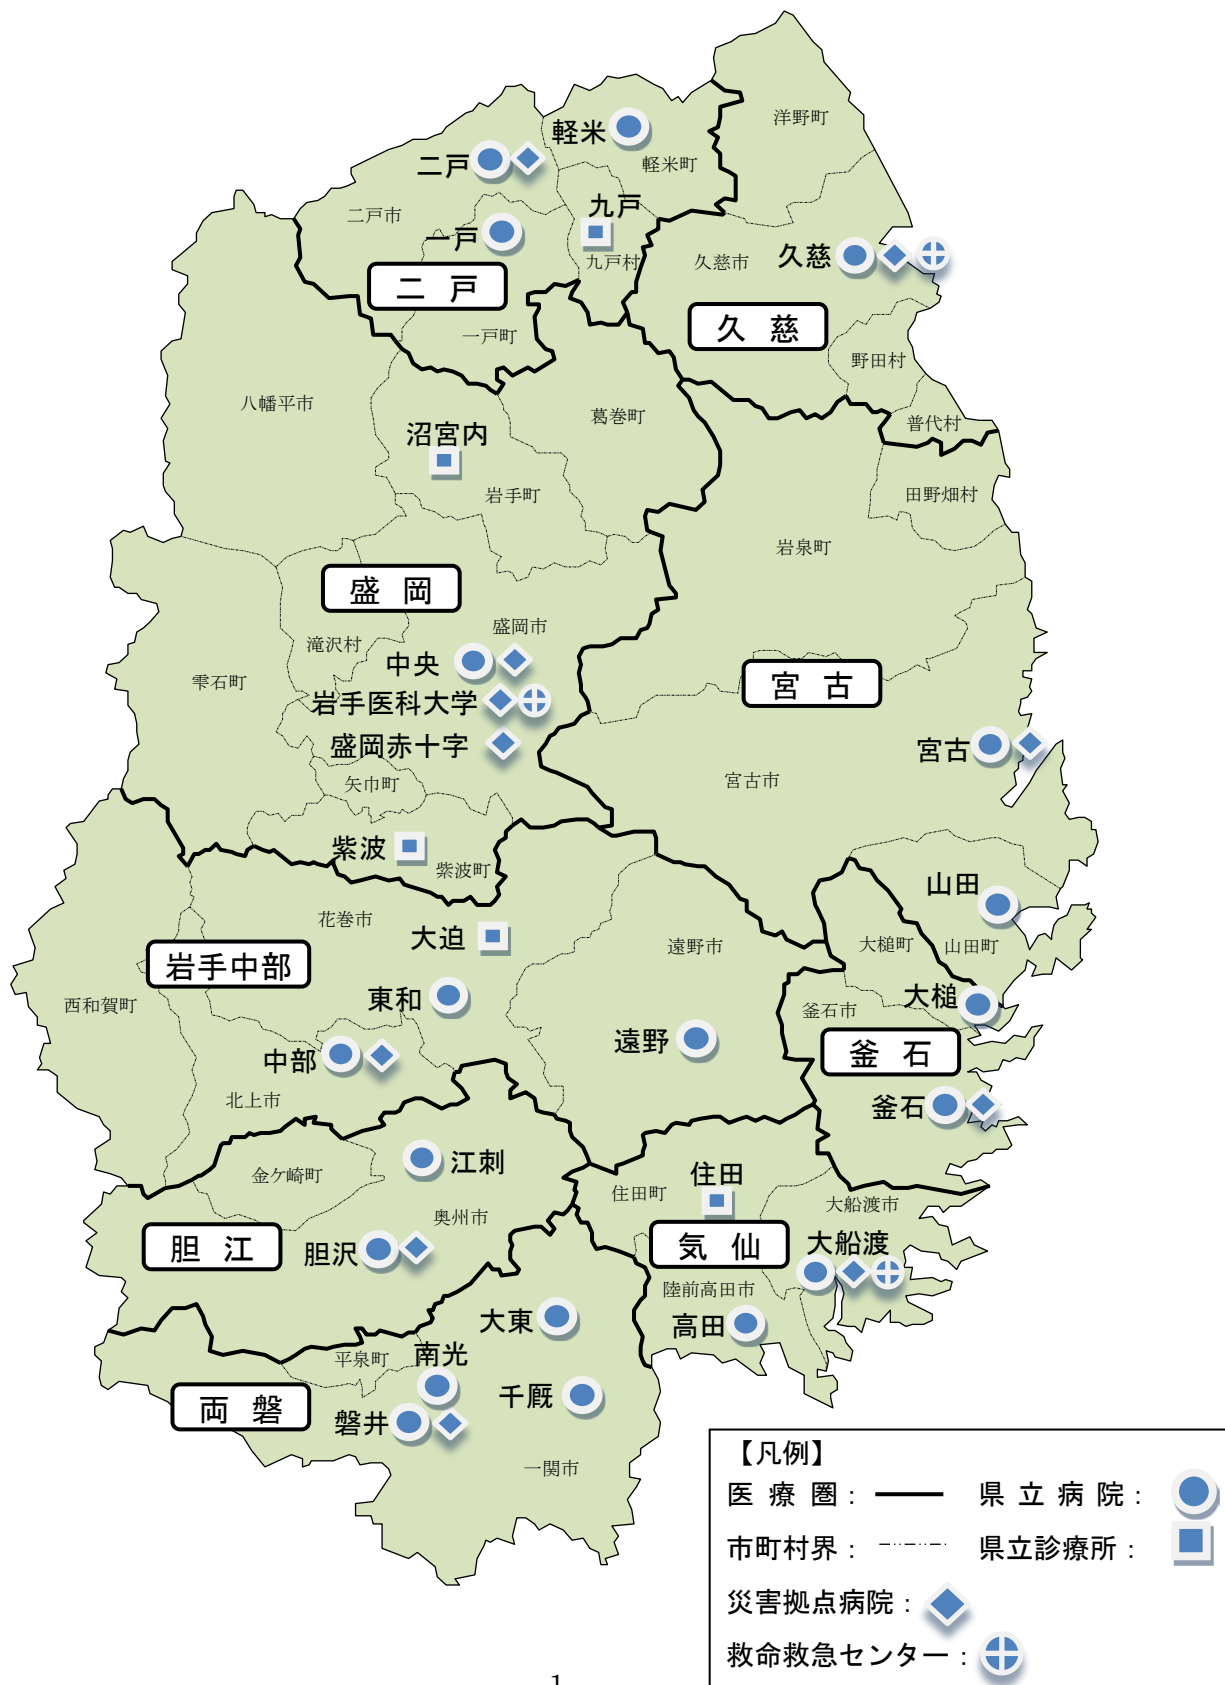 洋野町
軽米
軽米町
二戸
二戸市
九戸
一戸
九戸村
久慈市
久慈
二 戸
久 慈
一戸町
野田村
八幡平市
葛巻町
普代村
沼宮内
岩手町
田野畑村
岩泉町
盛 岡
滝沢村
盛岡市
雫石町
中央
宮 古
岩手医科大学
盛岡赤十字
宮古
矢巾町
宮古市
紫波
紫波町
山田
花巻市
大迫
遠野市
大槌町
山田町
岩手中部
西和賀町
東和
釜石市
大槌
遠野
釜 石
中部
北上市
釜石
江刺
金ケ崎町
住田
住田町
大船渡市
奥州市
胆 江
胆沢
気 仙
大船渡
陸前高田市
大東
高田
平泉町
南光
両 磐
磐井
千厩
一関市
【凡例】
医 療 圏 : 県 立 病 院 :
市町村界 : 県立診療所 :
災害拠点病院 :
救命救急センター :
1